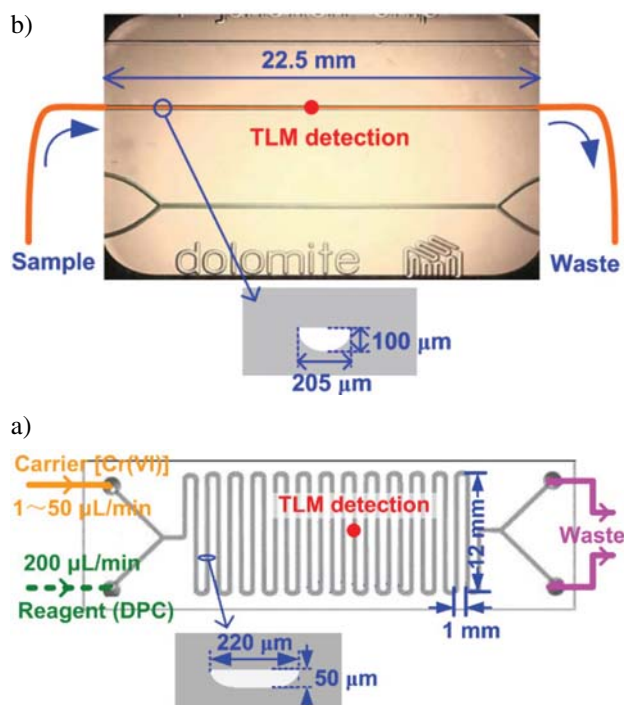 b)
22.5 mm
TLM detection
Sample
dolomite
Waste
100 µm
205 µm
a)
Carrier [Cr(VI)]
1~50 µL/min
TLM detection
Waste
12 mm
200 µL/min
Reagent (DPC)
1 mm
220 µm
50 µm